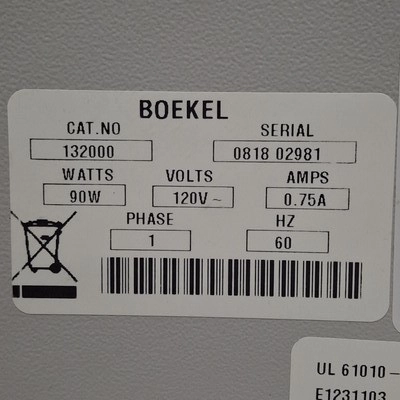 BOEKEL
CAT.NO SERIAL
132000 0818 02981
WATTS VOLTS AMPS
90W 120V~ 0.75A
PHASE HZ
1 60
UL 61010-
E1231103